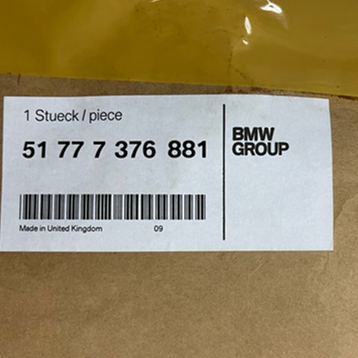 1 Stueck / piece
51 77 7 376 881
BMW
GROUP
Made in United Kingdom 09